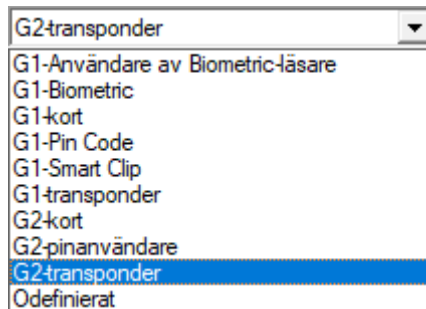 G2-transponder
G1-Användare av Biometric-läsare
G1-Biometric
G1-kort
G1-Pin Code
G1-Smart Clip
G1-transponder
G2-kort
G2-pinanvändare
G2-transponder
Odefinierat